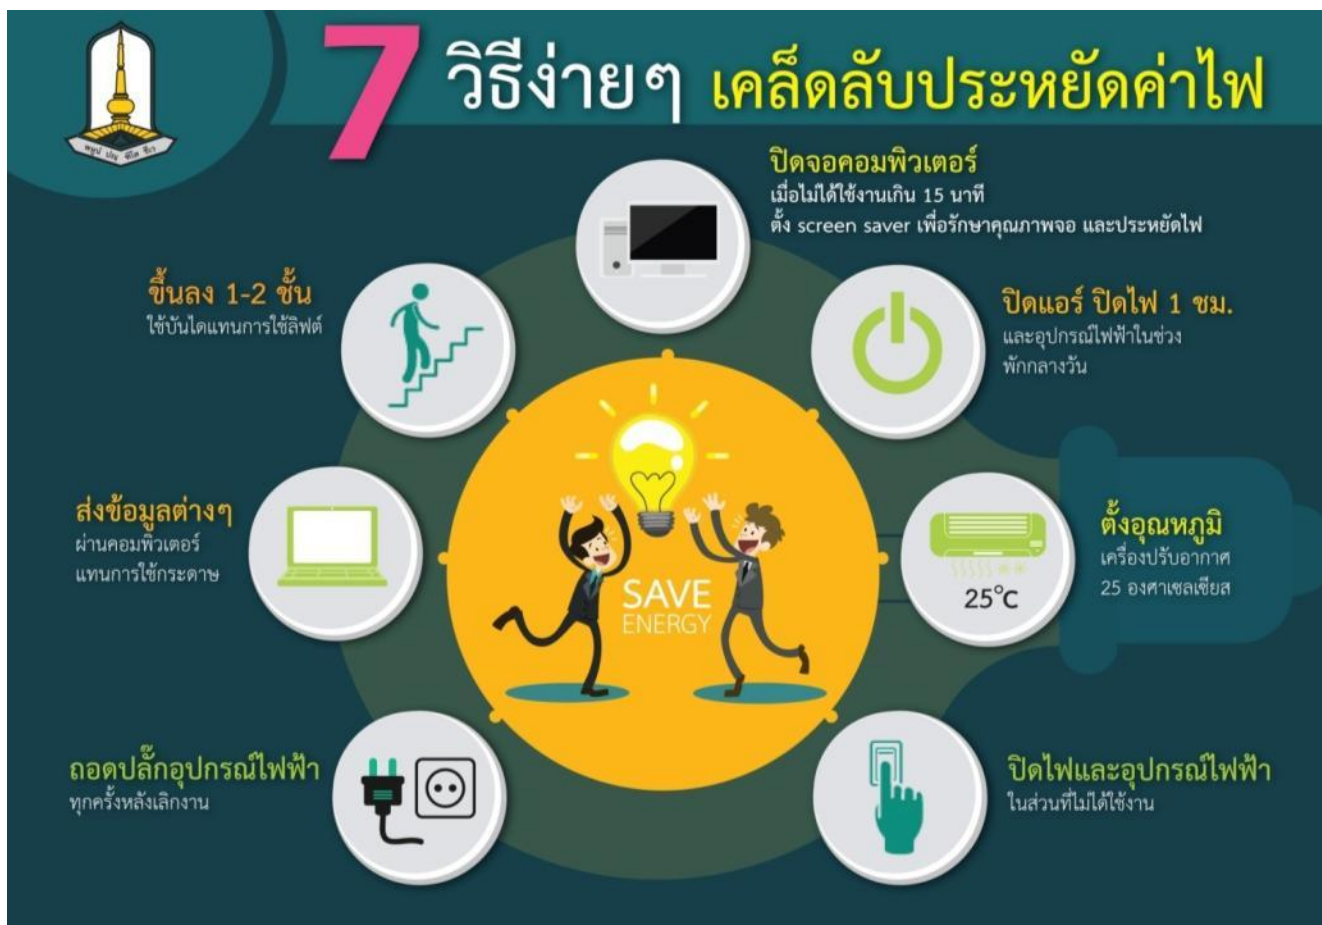 7 วิธีง่ายๆ เคล็ดลับประหยัดค่าไฟ
พหูนํ ปณฺฑิโต ชีเว
ปิดจอคอมพิวเตอร์
เมื่อไม่ได้ใช้งานเกิน 15 นาที
ตั้ง screen saver เพื่อรักษาคุณภาพจอ และประหยัดไฟ
ปิดแอร์ ปิดไฟ 1 ชม.
และอุปกรณ์ไฟฟ้าในช่วง
พักกลางวัน
ตั้งอุณหภูมิ
เครื่องปรับอากาศ
25 องศาเซลเซียส
25°C
ปิดไฟและอุปกรณ์ไฟฟ้า
ในส่วนที่ไม่ได้ใช้งาน
ถอดปลั๊กอุปกรณ์ไฟฟ้า
ทุกครั้งหลังเลิกงาน
ส่งข้อมูลต่างๆ
ผ่านคอมพิวเตอร์
แทนการใช้กระดาษ
ขึ้นลง 1-2 ชั้น
ใช้บันไดแทนการใช้ลิฟต์
SAVE
ENERGY